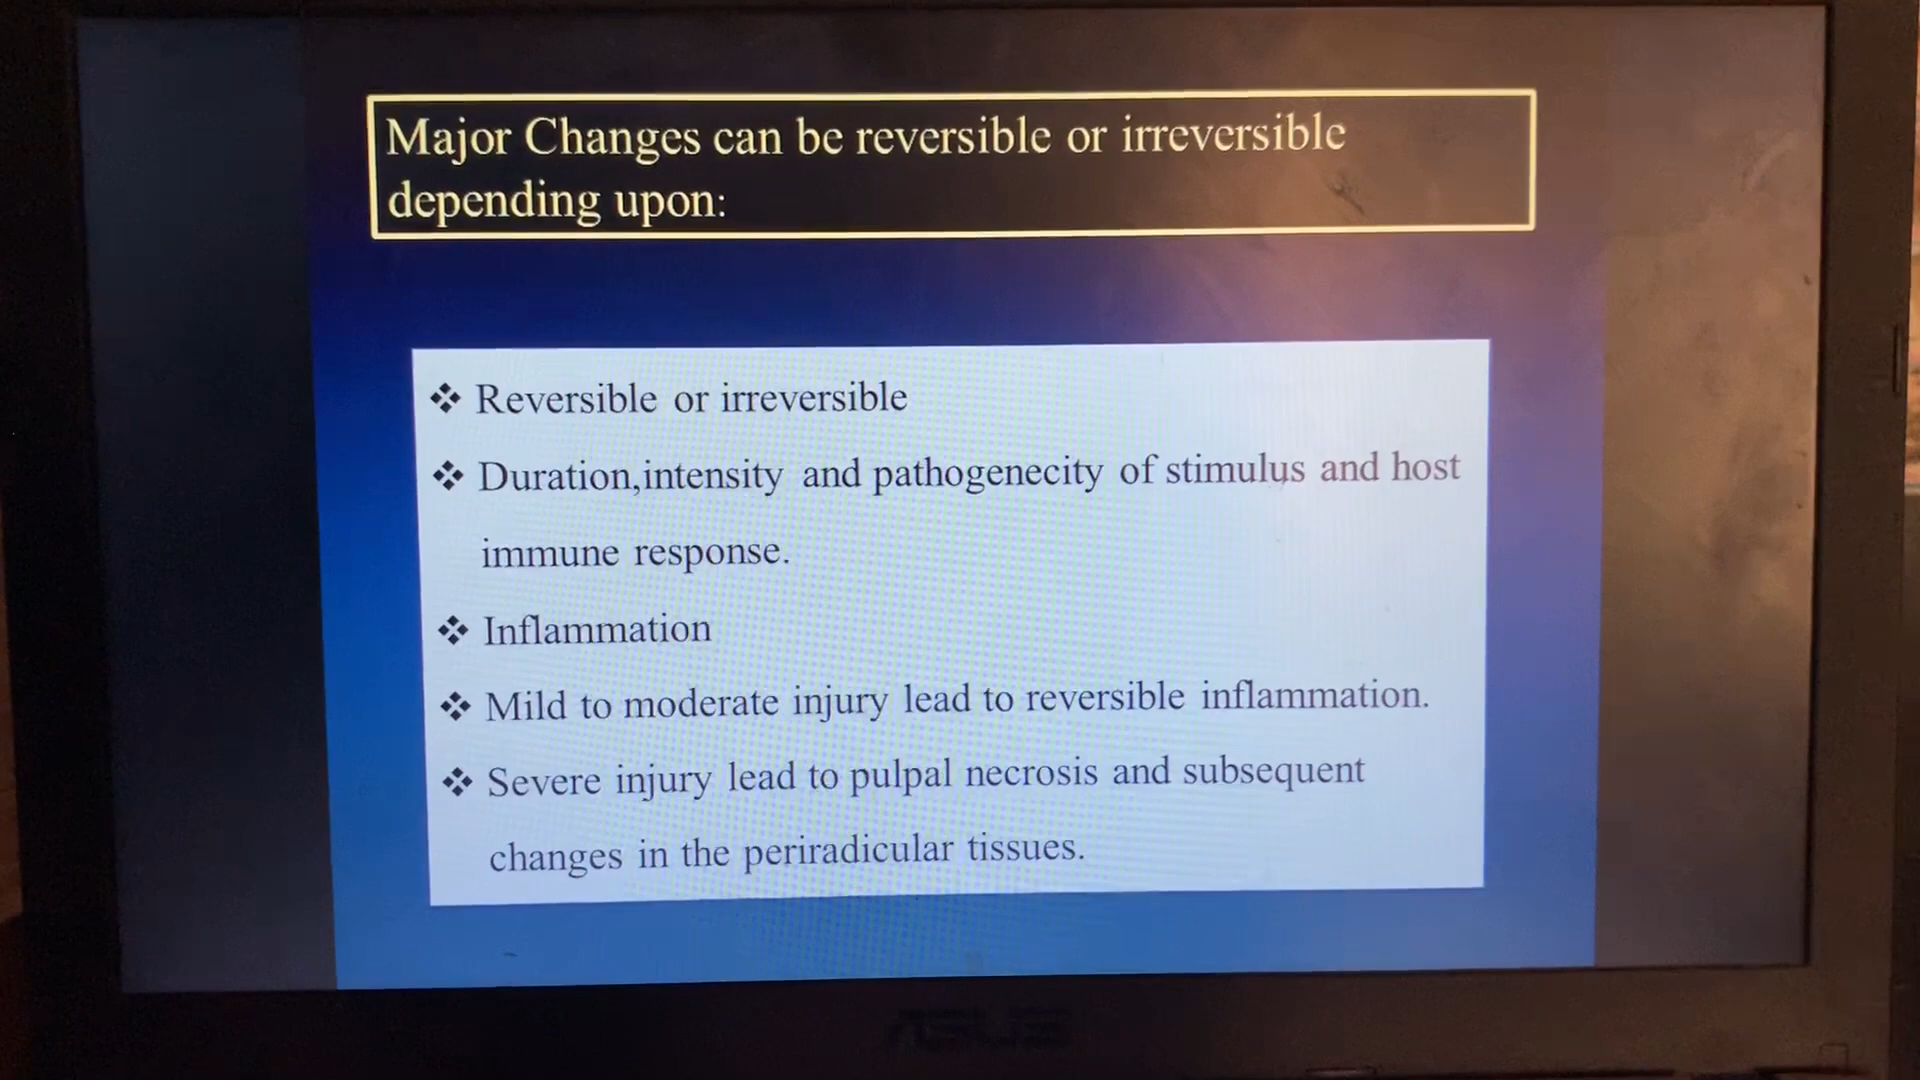 Major Changes can be reversible or irreversible
depending upon:
❖ Reversible or irreversible
❖ Duration,intensity and pathogenecity of stimulus and host
immune response.
❖ Inflammation
❖ Mild to moderate injury lead to reversible inflammation.
❖ Severe injury lead to pulpal necrosis and subsequent
changes in the periradicular tissues.
ASUS